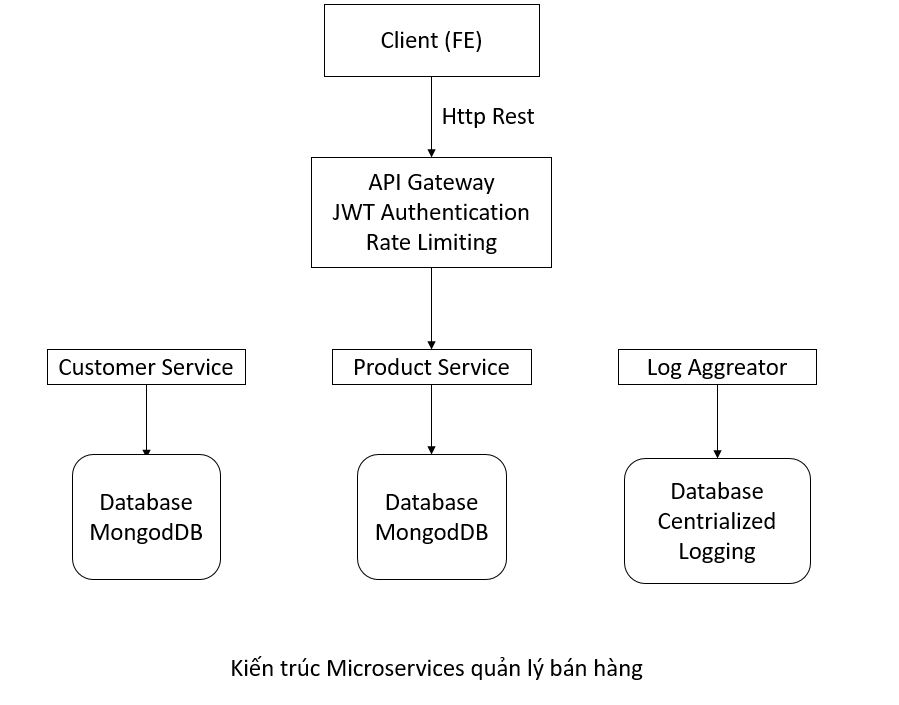 Client (FE)
Http Rest
API Gateway
JWT Authentication
Rate Limiting
Customer Service
Product Service
Log Aggreator
Database
MongodDB
Database
MongodDB
Database
Centrialized
Logging
Kiến trúc Microservices quản lý bán hàng